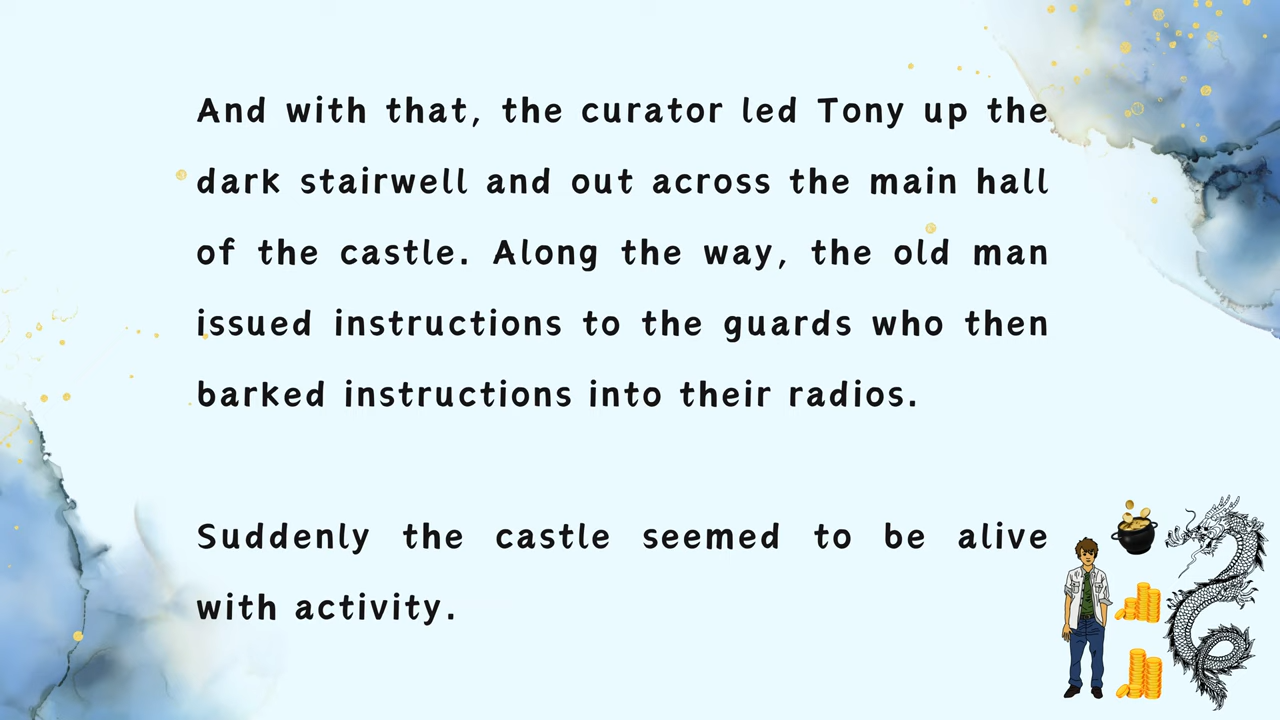 And with that, the curator led Tony up the
dark stairwell and out across the main hall
of the castle. Along the way, the old man
issued instructions to the guards who then
barked instructions into their radios.
Suddenly the castle seemed to be alive
with activity.